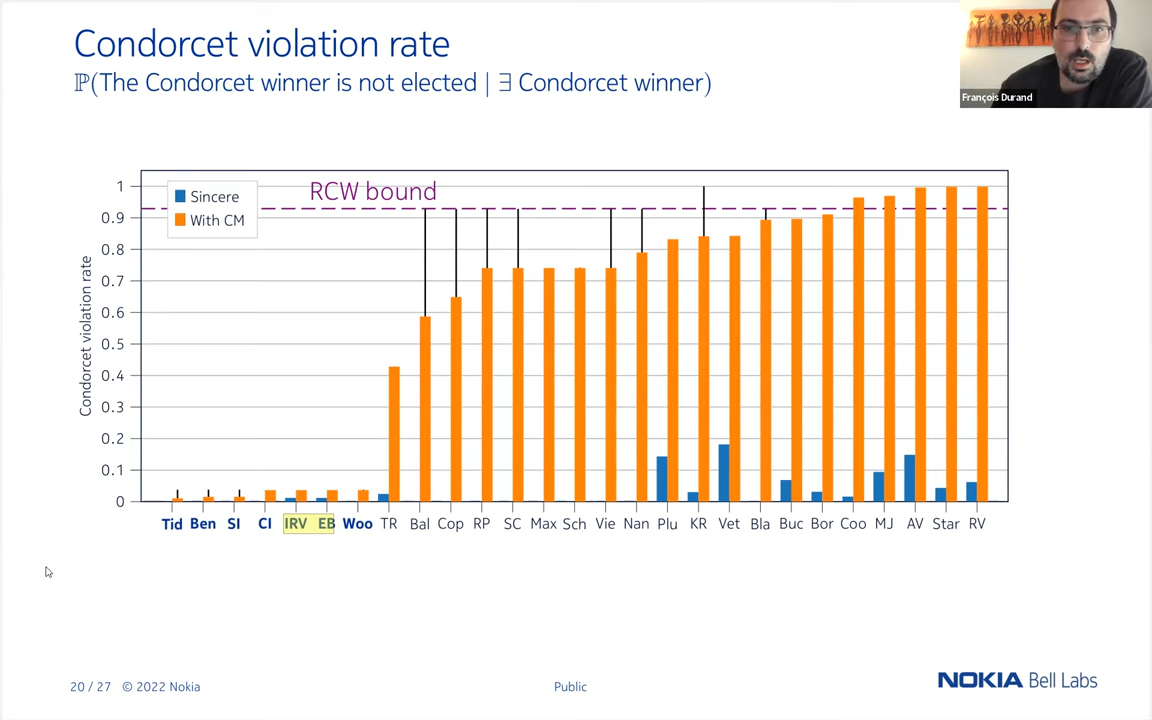 Condorcet violation rate
ℙ(The Condorcet winner is not elected | ∃ Condorcet winner)
François Durand
RCW bound
Sincere
With CM
Condorcet violation rate
1
0.9
0.8
0.7
0.6
0.5
0.4
0.3
0.2
0.1
0
Tid Ben SI CI IRV EB Woo TR Bal Cop RP SC Max Sch Vie Nan Plu KR Vet Bla Buc Bor Coo MJ AV Star RV
20 / 27 © 2022 Nokia
Public
NOKIA Bell Labs